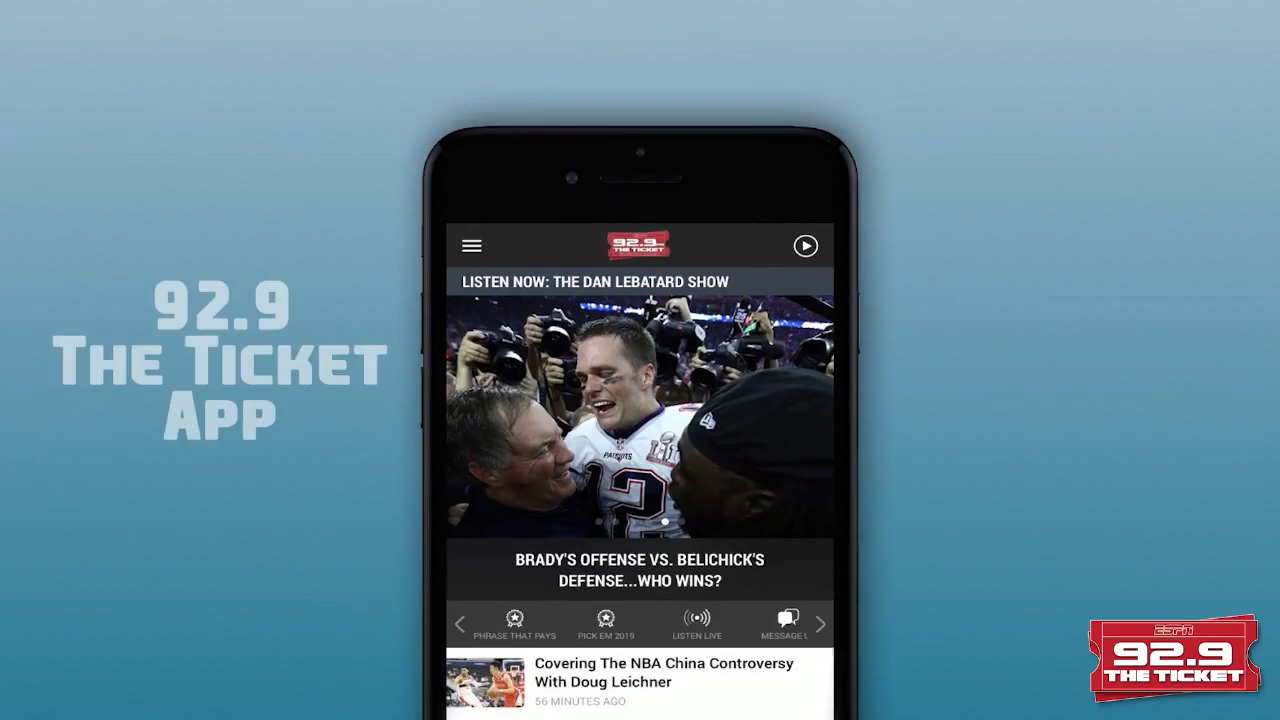 92.9
The Ticket
App
92.9
THE TICKET
LISTEN NOW: THE DAN LEBATARD SHOW
PATRIOTS
LI
12
BRADY'S OFFENSE VS. BELICHICK'S
DEFENSE...WHO WINS?
PHRASE THAT PAYS
PICK EM 2019
LISTEN LIVE
MESSAGE U
Covering The NBA China Controversy
With Doug Leichner
56 MINUTES AGO
ESPN
92.9
THE TICKET